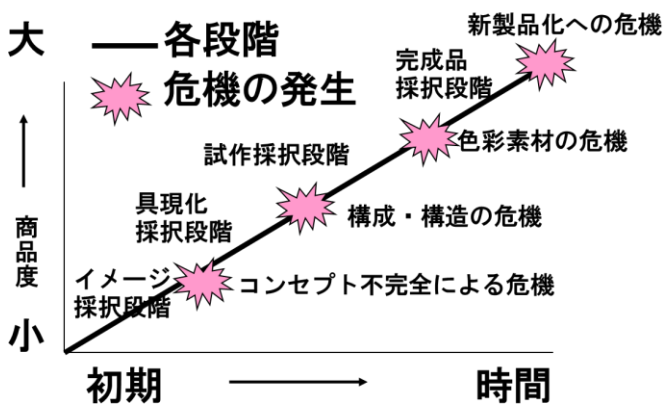 新製品化への危機
大
各段階
完成品
採択段階
危機の発生
色彩素材の危機
試作採択段階
具現化
採択段階
構成・構造の危機
商品度
イメージ
採択段階
コンセプト不完全による危機
小
初期
時間